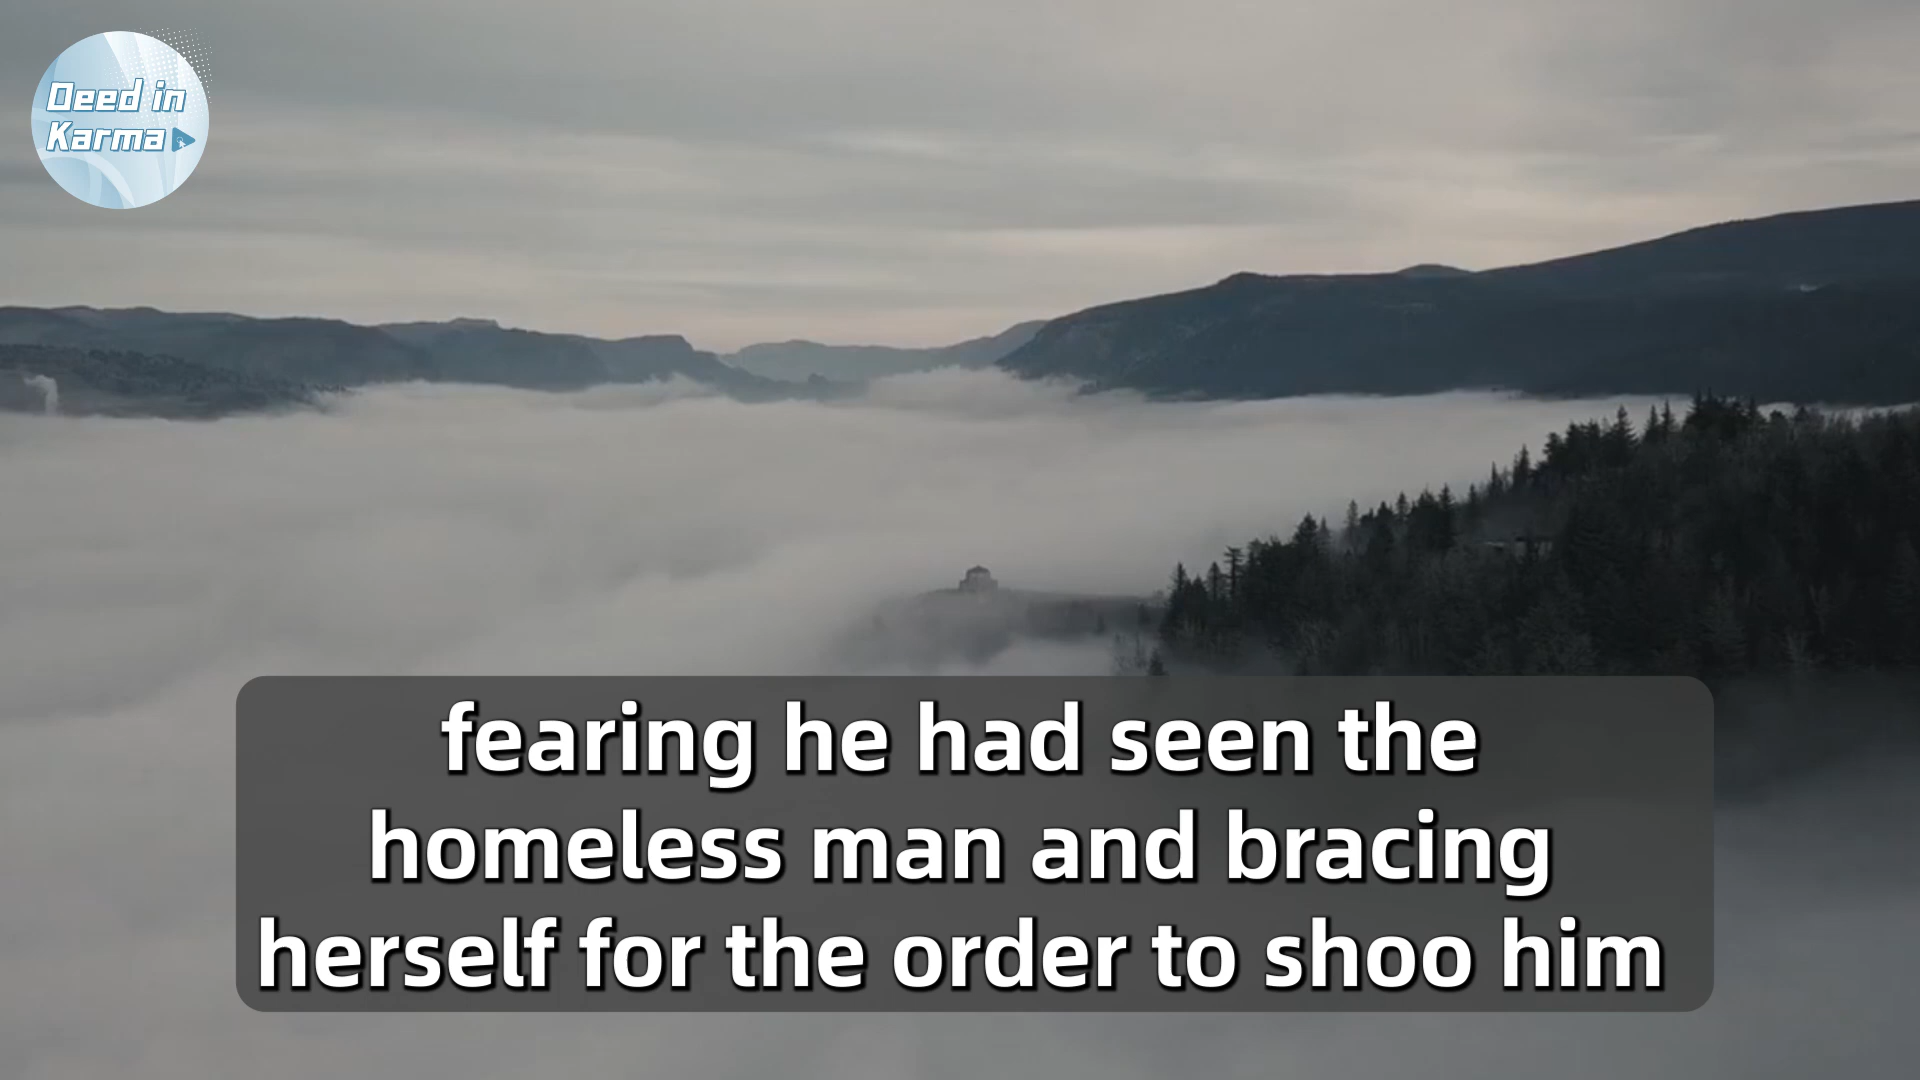 Deed in
Karma
fearing he had seen the
homeless man and bracing
herself for the order to shoo him